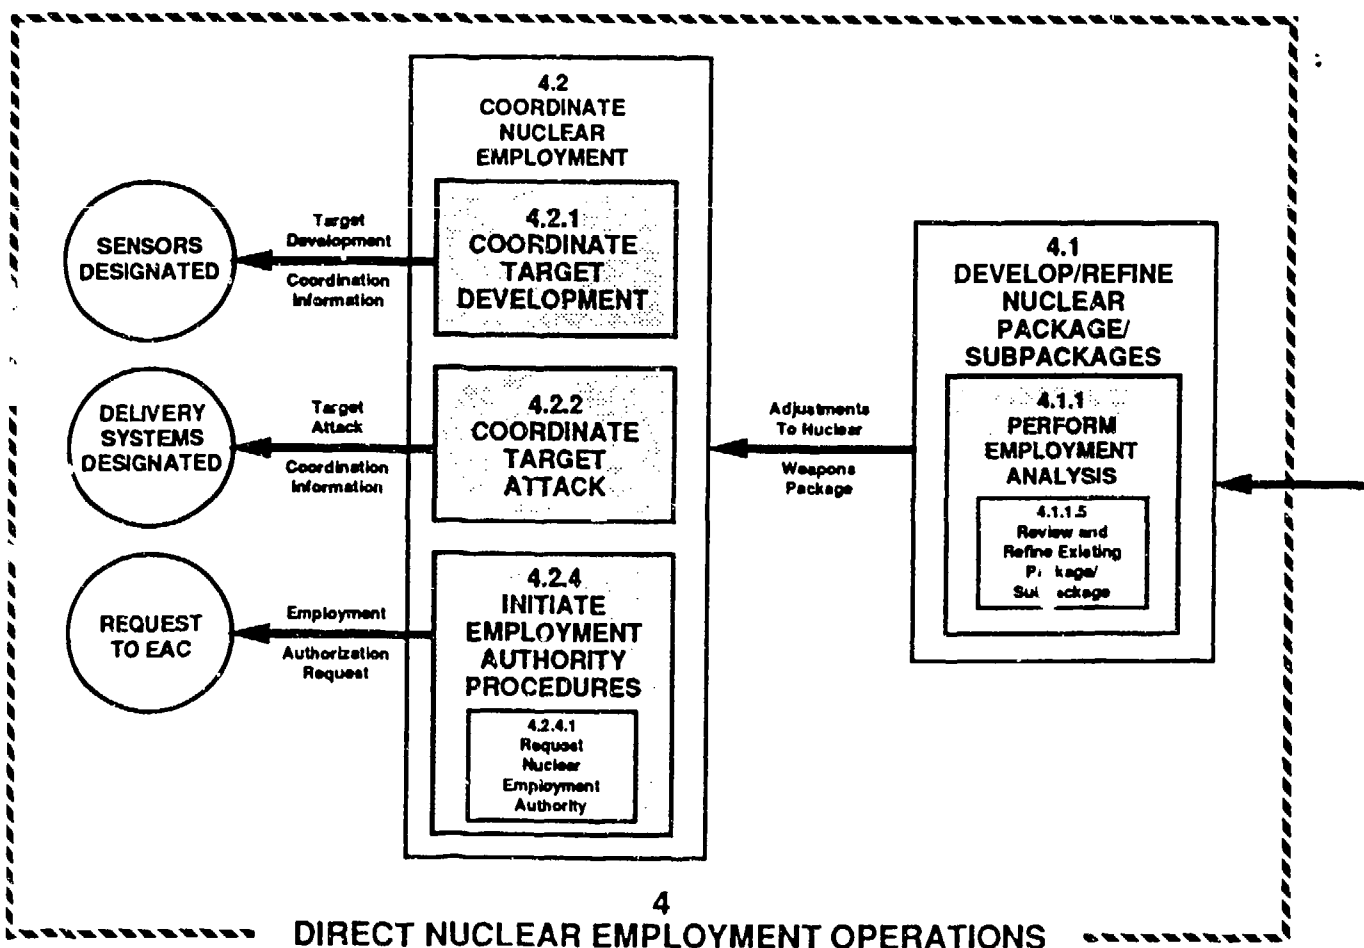 4.2
COORDINATE
NUCLEAR
EMPLOYMENT
SENSORS
DESIGNATED
Target
Development
Coordination
Information
4.2.1
COORDINATE
TARGET
DEVELOPMENT
DELIVERY
SYSTEMS
DESIGNATED
Target
Attack
Coordination
Information
4.2.2
COORDINATE
TARGET
ATTACK
REQUEST
TO EAC
Employment
Authorization
Request
4.2.4
INITIATE
EMPLOYMENT
AUTHORITY
PROCEDURES
4.2.4.1
Request
Nuclear
Employment
Authority
Adjustments
To Nuclear
Weapons
Package
4.1
DEVELOP/REFINE
NUCLEAR
PACKAGE/
SUBPACKAGES
4.1.1
PERFORM
EMPLOYMENT
ANALYSIS
4.1.1.5
Review and
Refine Existing
4
DIRECT NUCLEAR EMPLOYMENT OPERATIONS